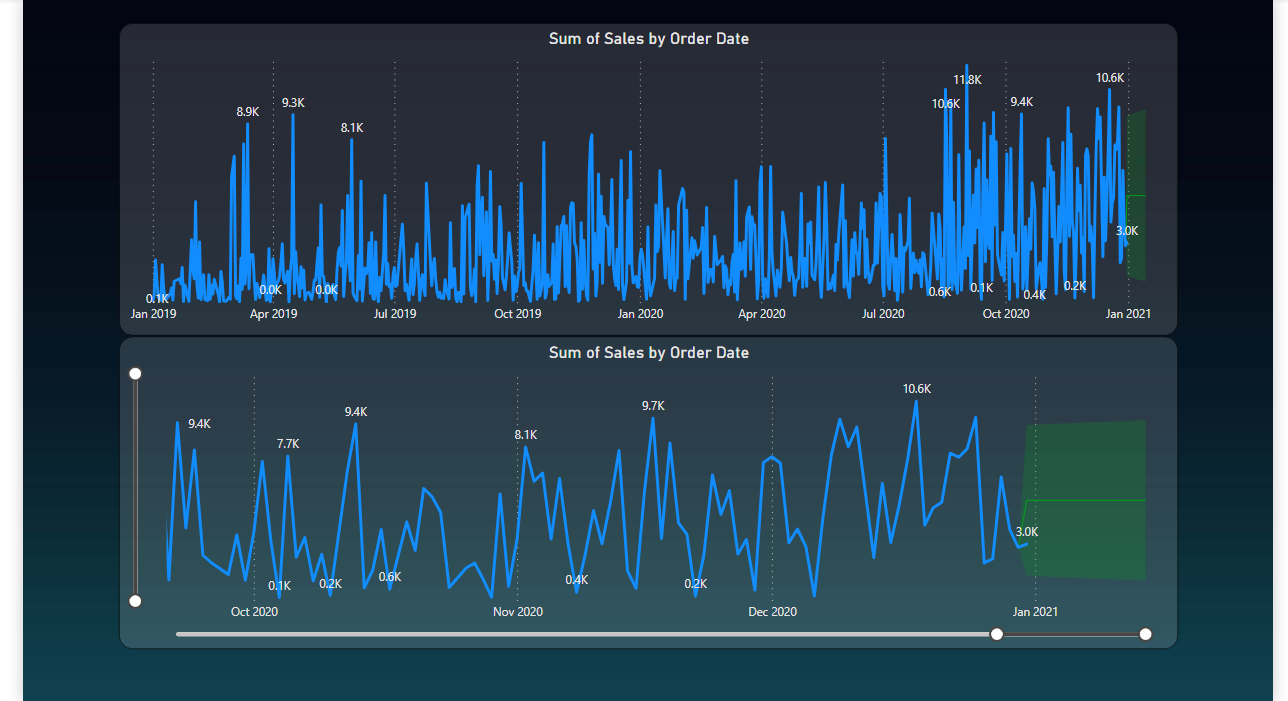 Sum of Sales by Order Date
11.8K
10.6K
10.6K
9.4K
9.3K
8.9K
8.1K
3.0K
0.1K
0.0K
0.0K
0.6K
0.1K
0.4K
0.2K
Jan 2019 Apr 2019 Jul 2019 Oct 2019 Jan 2020 Apr 2020 Jul 2020 Oct 2020 Jan 2021
Sum of Sales by Order Date
10.6K
9.7K
9.4K
9.4K
8.1K
7.7K
3.0K
0.1K
0.2K
0.6K
0.4K
0.2K
Oct 2020 Nov 2020 Dec 2020 Jan 2021